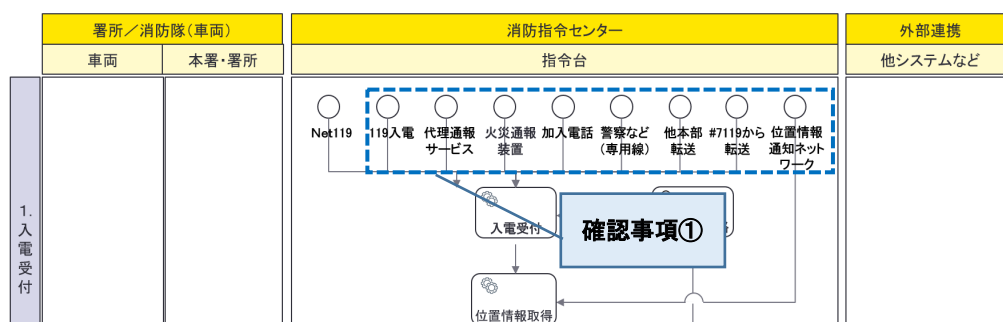 署所／消防隊（車両）
消防指令センター
外部連携
車両
本署・署所
指令台
他システムなど
Net119
119入電
代理通報
サービス
火災通報
装置
加入電話
警察など
（専用線）
他本部
転送
#7119から
転送
位置情報
通知ネット
ワーク
1.
入
電
受
付
入電受付
確認事項①
位置情報取得